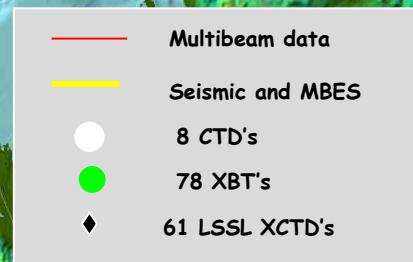 Multibeam data
Seismic and MBES
8 CTD's
78 XBT's
61 LSSL XCTD's